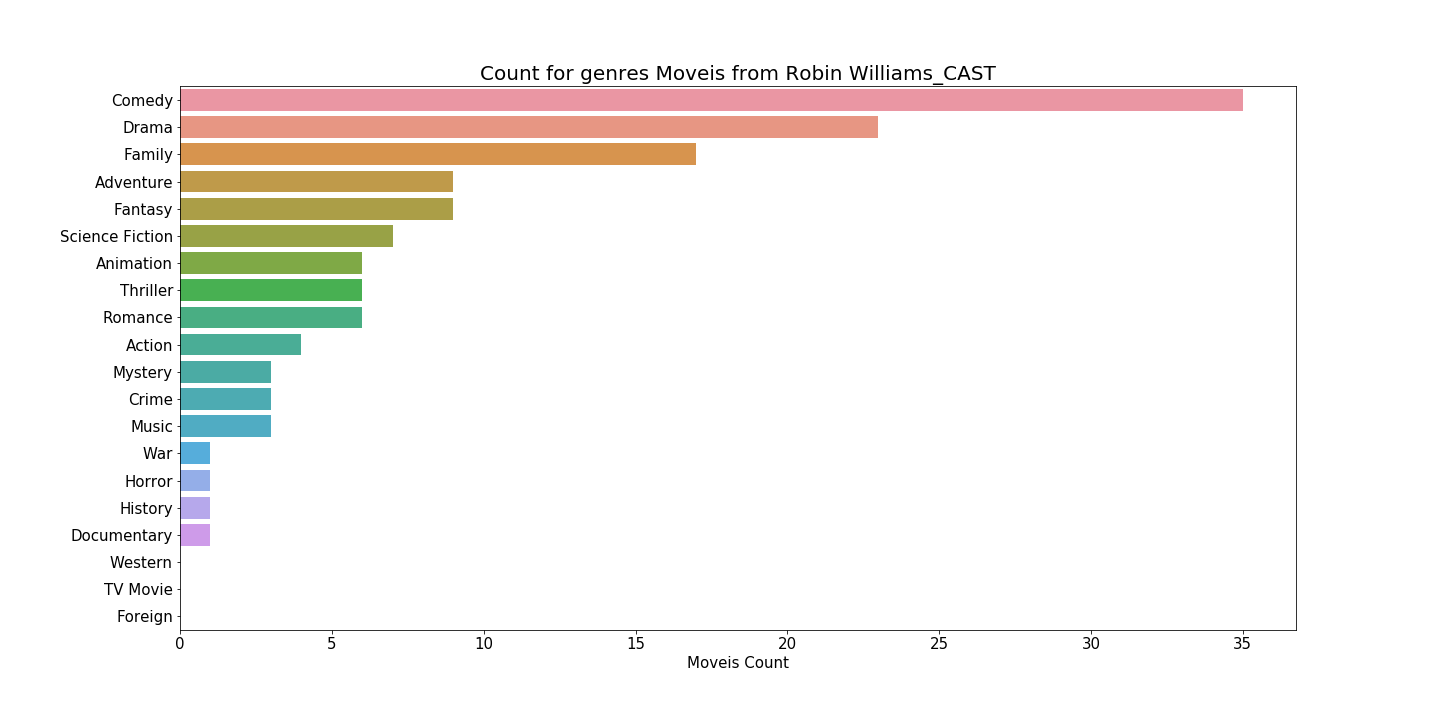 Count for genres Moveis from Robin Williams_CAST
Comedy
Drama
Family
Adventure
Fantasy
Science Fiction
Animation
Thriller
Romance
Action
Mystery
Crime
Music
War
Horror
History
Documentary
Western
TV Movie
Foreign
0 5 10 15 20 25 30 35
Moveis Count